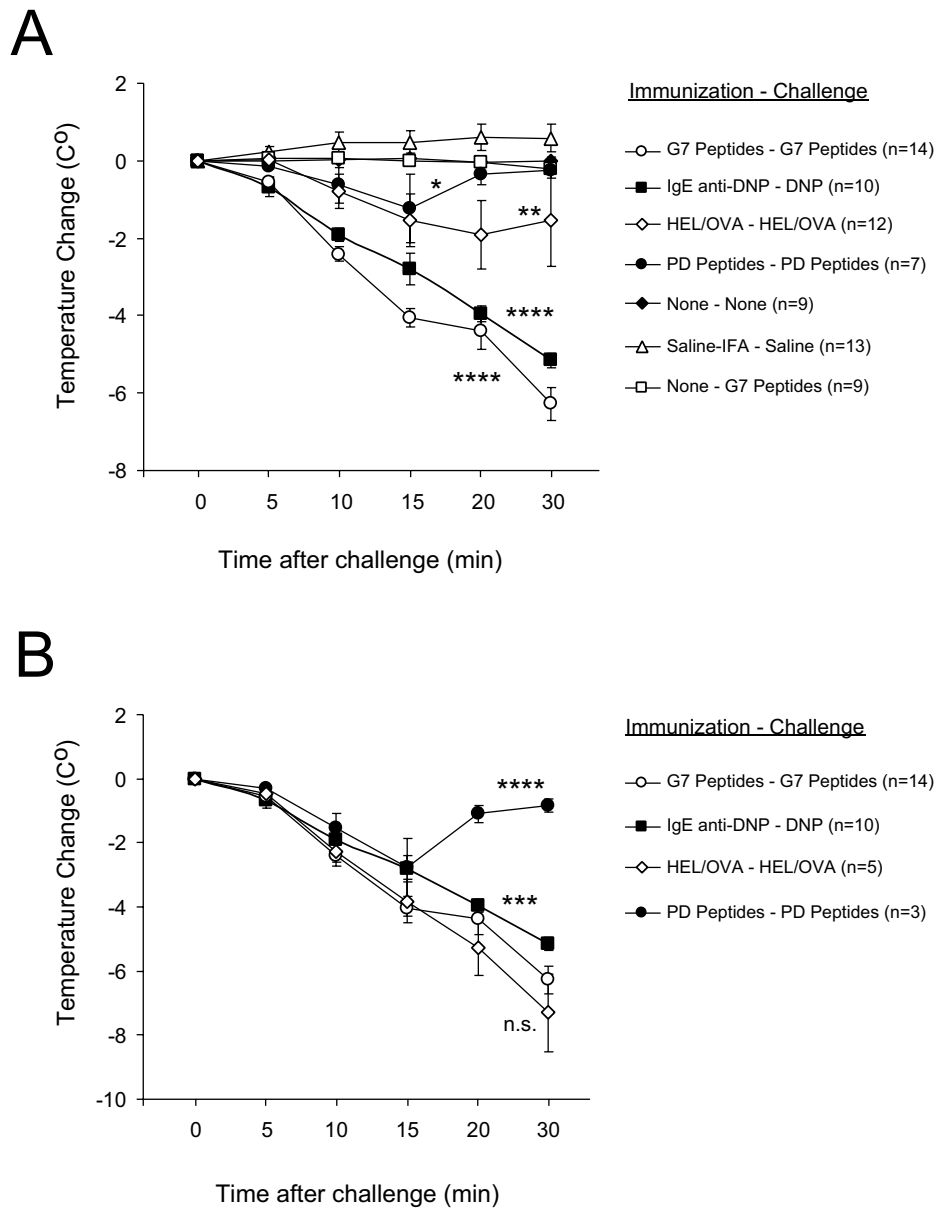 A
2
0
-2
-4
-6
-8
Temperature Change (Cº)
*
**
****
****
0 5 10 15 20 30
Time after challenge (min)
Immunization - Challenge
G7 Peptides - G7 Peptides (n=14)
IgE anti-DNP - DNP (n=10)
HEL/OVA - HEL/OVA (n=12)
PD Peptides - PD Peptides (n=7)
None - None (n=9)
Saline-IFA - Saline (n=13)
None - G7 Peptides (n=9)
B
2
0
-2
-4
-6
-8
-10
Temperature Change (Cº)
****
***
n.s.
0 5 10 15 20 30
Time after challenge (min)
Immunization - Challenge
G7 Peptides - G7 Peptides (n=14)
IgE anti-DNP - DNP (n=10)
HEL/OVA - HEL/OVA (n=5)
PD Peptides - PD Peptides (n=3)